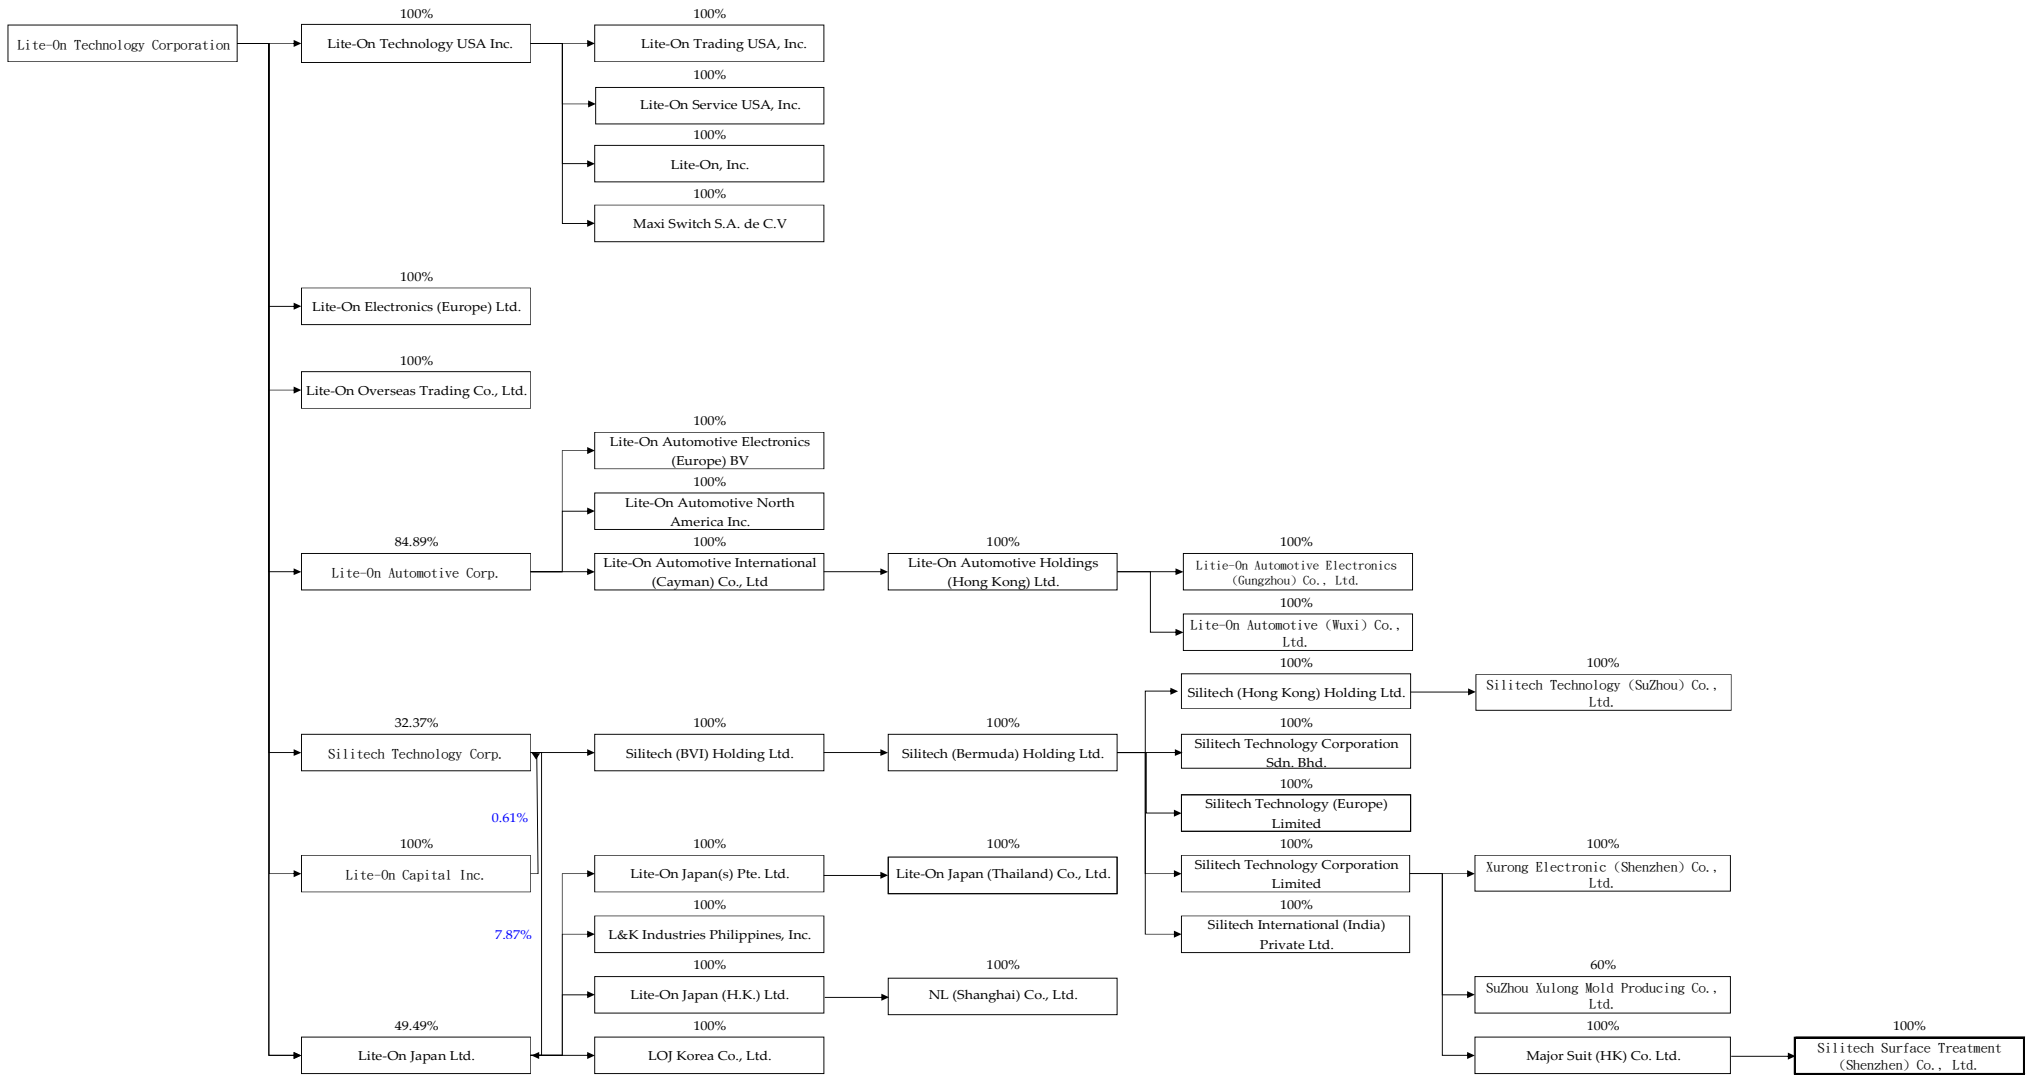 100%
100%
Lite-On Technology Corporation
Lite-On Technology USA Inc.
Lite-On Trading USA, Inc.
100%
Lite-On Service USA, Inc.
100%
Lite-On, Inc.
100%
Maxi Switch S.A. de C.V
100%
Lite-On Electronics (Europe) Ltd.
100%
Lite-On Overseas Trading Co., Ltd.
100%
Lite-On Automotive Electronics
(Europe) BV
100%
Lite-On Automotive North
America Inc.
84.89%
100%
100%
100%
Lite-On Automotive Corp.
Lite-On Automotive International
(Cayman) Co., Ltd
Lite-On Automotive Holdings
(Hong Kong) Ltd.
Litie-On Automotive Electronics
(Gungzhou) Co., Ltd.
100%
Lite-On Automotive (Wuxi) Co.,
Ltd.
100%
100%
Silitech (Hong Kong) Holding Ltd.
Silitech Technology (SuZhou) Co.,
Ltd.
32.37%
100%
100%
100%
Silitech Technology Corp.
Silitech (BVI) Holding Ltd.
Silitech (Bermuda) Holding Ltd.
Silitech Technology Corporation
Sdn. Bhd.
100%
Silitech Technology (Europe)
Limited
0.61%
100%
100%
100%
100%
100%
Lite-On Capital Inc.
Lite-On Japan(s) Pte. Ltd.
Lite-On Japan (Thailand) Co., Ltd.
Silitech Technology Corporation
Limited
Xurong Electronic (Shenzhen) Co.,
Ltd.
100%
100%
7.87%
L&K Industries Philippines, Inc.
Silitech International (India)
Private Ltd.
100%
100%
60%
Lite-On Japan (H.K.) Ltd.
NL (Shanghai) Co., Ltd.
SuZhou Xulong Mold Producing Co.,
Ltd.
49.49%
100%
100%
100%
Lite-On Japan Ltd.
LOJ Korea Co., Ltd.
Major Suit (HK) Co. Ltd.
Silitech Surface Treatment
(Shenzhen) Co., Ltd.